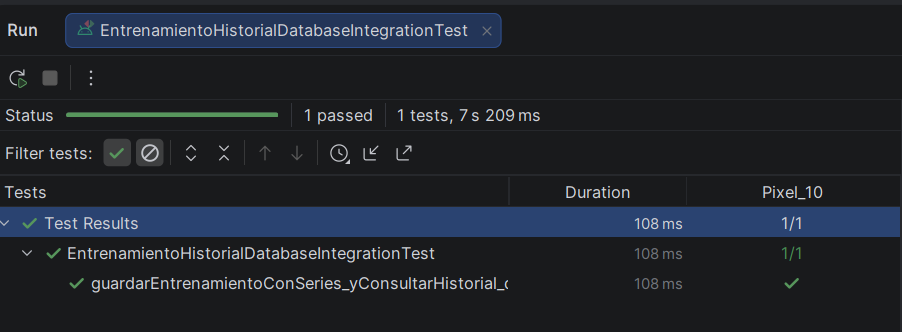 Run EntrenamientoHistorialDatabaseIntegrationTest
Status 1 passed 1 tests, 7 s 209 ms
Filter tests:
Tests Duration Pixel_10
Test Results 108 ms 1/1
EntrenamientoHistorialDatabaseIntegrationTest 108 ms 1/1
guardarEntrenamientoConSeries_yConsultarHistorial_ 108 ms